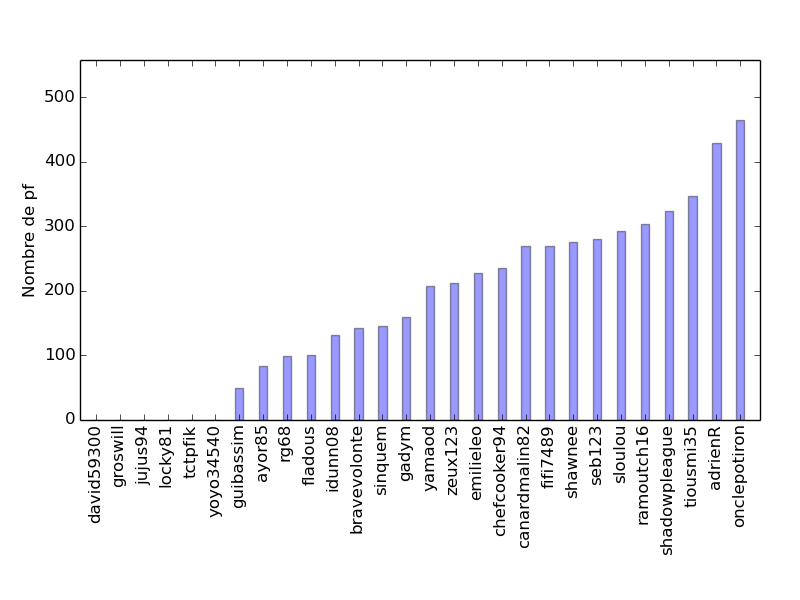 500
400
300
200
100
0
Nombre de pf
david59300
groswill
jujus94
locky81
tctpfik
yoyo34540
guibassim
ayor85
rg68
fladous
idunn08
bravevolonte
sinquem
gadym
yamaod
zeux123
emilieleo
chefcooker94
canardmalin82
fifi7489
shawnee
seb123
sloulou
ramoutch16
shadowpleague
tiousmi35
adrienR
onclepotiron